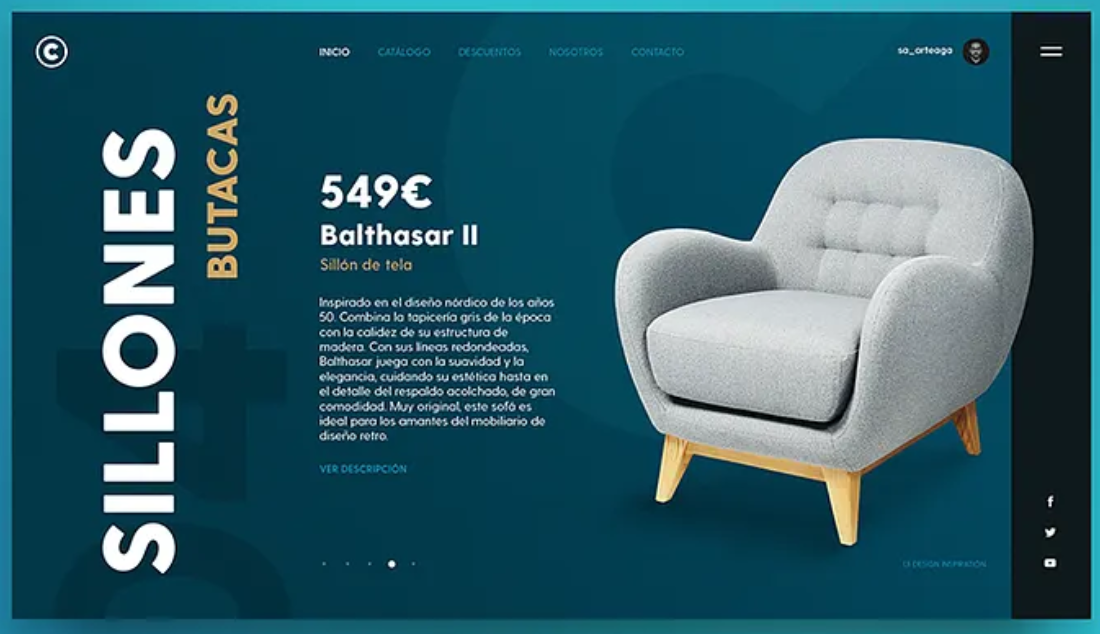 C
INICIO CATÁLOGO DESCUENTOS NOSOTROS CONTACTO
sa_arteaga
SILLONES
BUTACAS
549€
Balthasar II
Sillón de tela
Inspirado en el diseño nórdico de los años
50. Combina la tapicería gris de la época
con la calidez de su estructura de
madera. Con sus líneas redondeadas,
Balthasar juega con la suavidad y la
elegancia, cuidando su estética hasta en
el detalle del respaldo acolchado, de gran
comodidad. Muy original, este sofá es
ideal para los amantes del mobiliario de
diseño retro.
VER DESCRIPCIÓN
UI DESIGN INSPIRATION
f